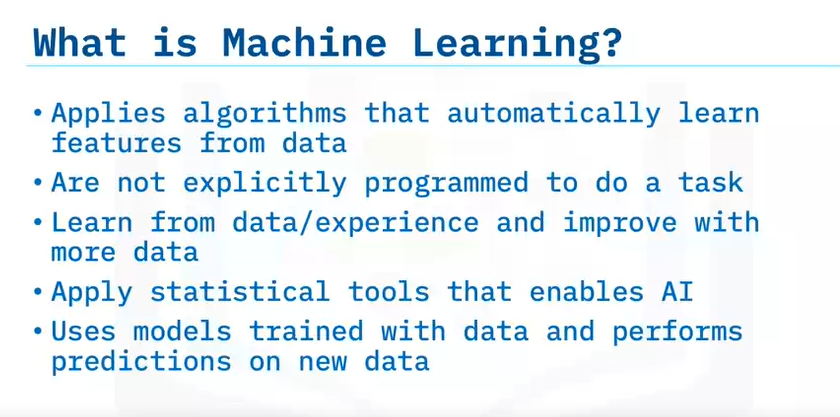 What is Machine Learning?
• Applies algorithms that automatically learn
features from data
• Are not explicitly programmed to do a task
• Learn from data/experience and improve with
more data
• Apply statistical tools that enables AI
• Uses models trained with data and performs
predictions on new data